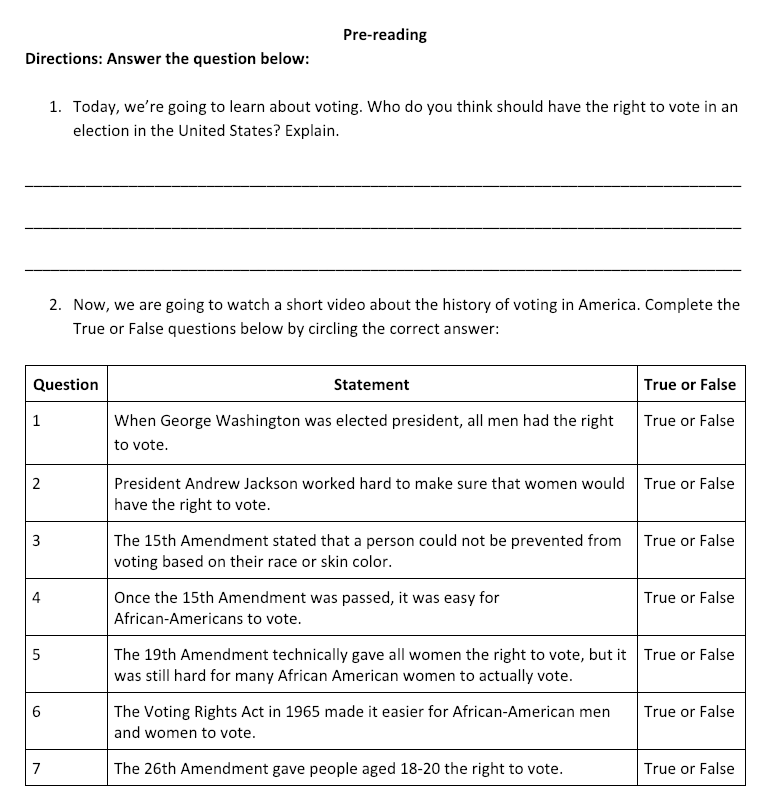 Pre-reading
Directions: Answer the question below:
1. Today, we're going to learn about voting. Who do you think should have the right to vote in an
election in the United States? Explain.
2. Now, we are going to watch a short video about the history of voting in America. Complete the
True or False questions below by circling the correct answer:
Question Statement True or False
1 When George Washington was elected president, all men had the right True or False
to vote.
2 President Andrew Jackson worked hard to make sure that women would True or False
have the right to vote.
3 The 15th Amendment stated that a person could not be prevented from True or False
voting based on their race or skin color.
4 Once the 15th Amendment was passed, it was easy for True or False
African-Americans to vote.
5 The 19th Amendment technically gave all women the right to vote, but it True or False
was still hard for many African American women to actually vote.
6 The Voting Rights Act in 1965 made it easier for African-American men True or False
and women to vote.
7 The 26th Amendment gave people aged 18-20 the right to vote. True or False